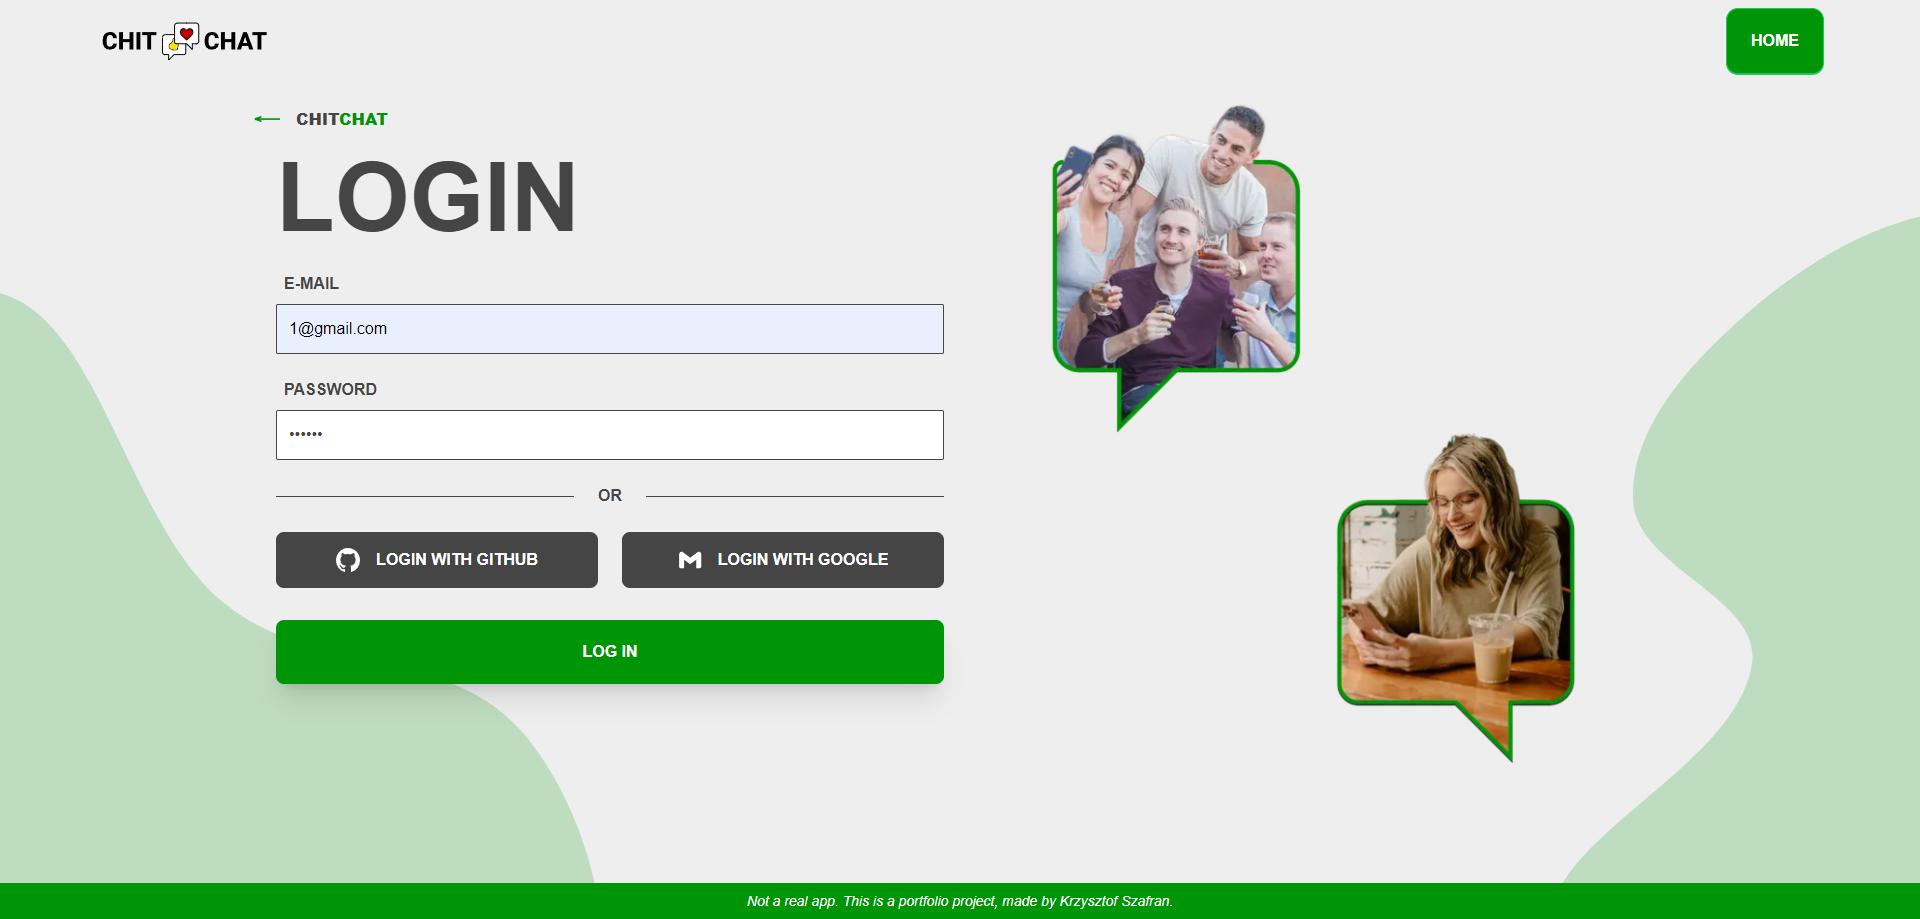 CHIT CHAT
HOME
CHITCHAT
LOGIN
E-MAIL
1@gmail.com
PASSWORD
••••••
OR
LOGIN WITH GITHUB
LOGIN WITH GOOGLE
LOG IN
Not a real app. This is a portfolio project, made by Krzysztof Szafran.